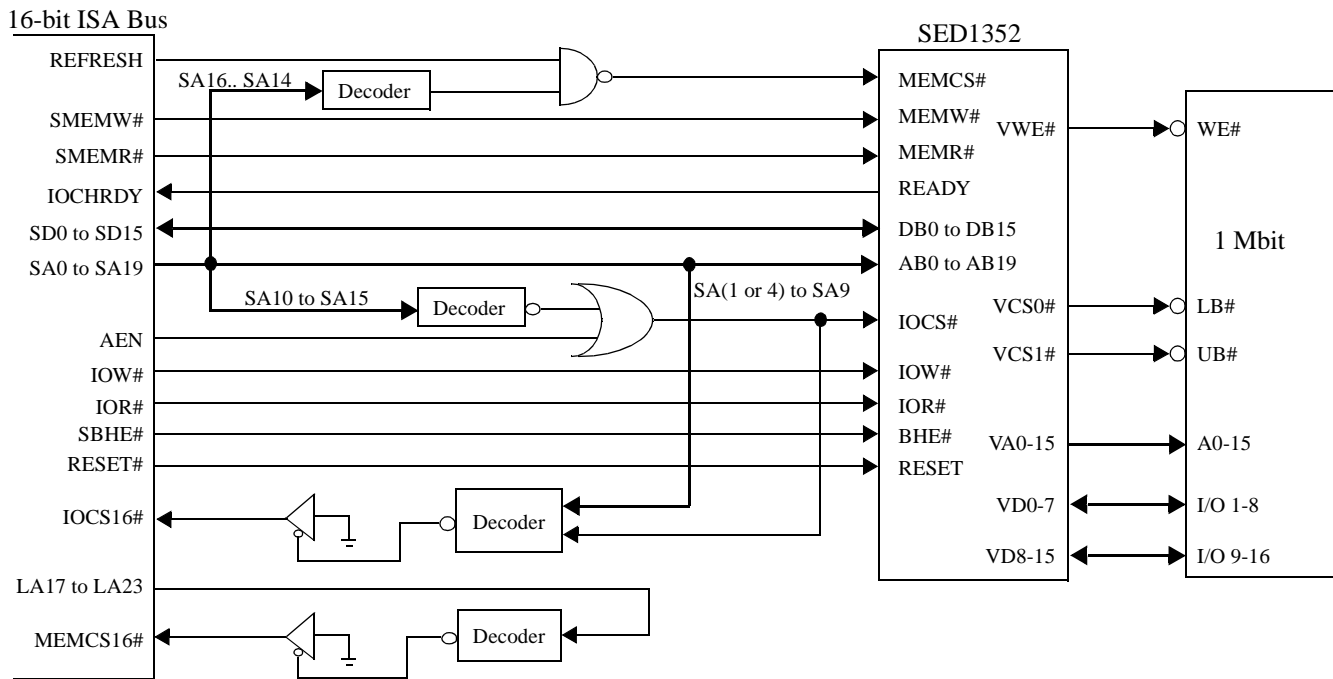 16-bit ISA Bus
REFRESH
SA16.. SA14
Decoder
SMEMW#
SMEMR#
IOCHRDY
SD0 to SD15
SA0 to SA19
SA10 to SA15
Decoder
SA(1 or 4) to SA9
AEN
IOW#
IOR#
SBHE#
RESET#
IOCS16#
Decoder
LA17 to LA23
MEMCS16#
Decoder
SED1352
MEMCS#
MEMW#
MEMR#
READY
DB0 to DB15
AB0 to AB19
IOCS#
IOW#
IOR#
BHE#
RESET
VWE#
VCS0#
VCS1#
VA0-15
VD0-7
VD8-15
WE#
1 Mbit
LB#
UB#
A0-15
I/O 1-8
I/O 9-16